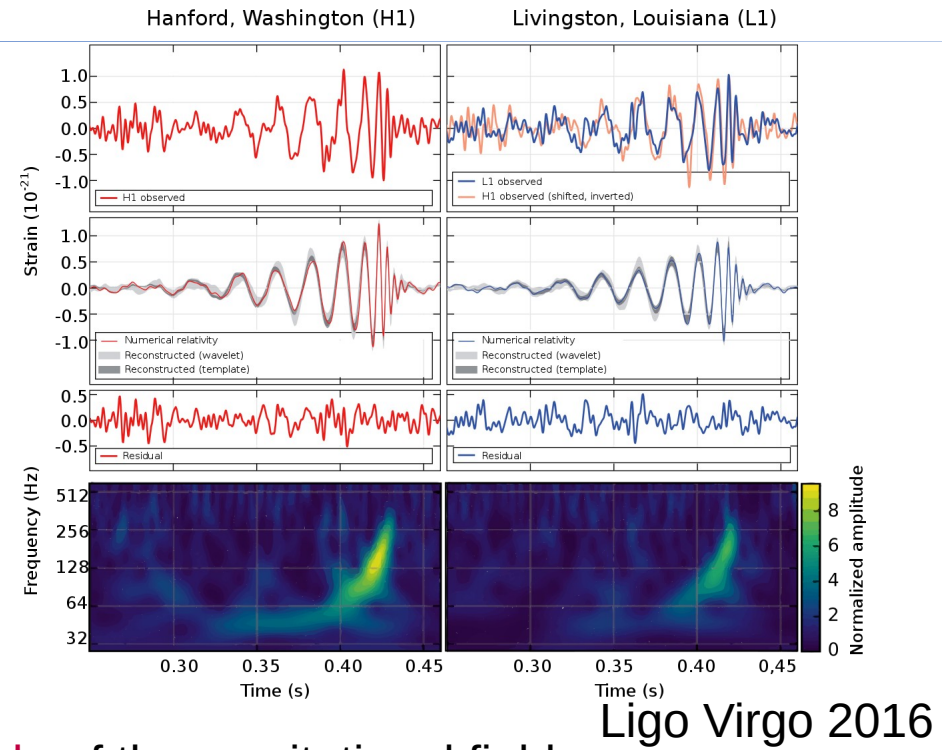 Hanford, Washington (H1)
Livingston, Louisiana (L1)
Strain (10-21)
1.0
0.5
0.0
-0.5
-1.0
H1 observed
L1 observed
H1 observed (shifted, inverted)
1.0
0.5
0.0
-0.5
-1.0
Numerical relativity
Reconstructed (wavelet)
Reconstructed (template)
Numerical relativity
Reconstructed (wavelet)
Reconstructed (template)
0.5
0.0
-0.5
Residual
Residual
Frequency (Hz)
512
256
128
64
32
8
6
4
2
0
Normalized amplitude
0.30 0.35 0.40 0.45
0.30 0.35 0.40 0,45
Time (s)
Time (s)
Ligo Virgo 2016